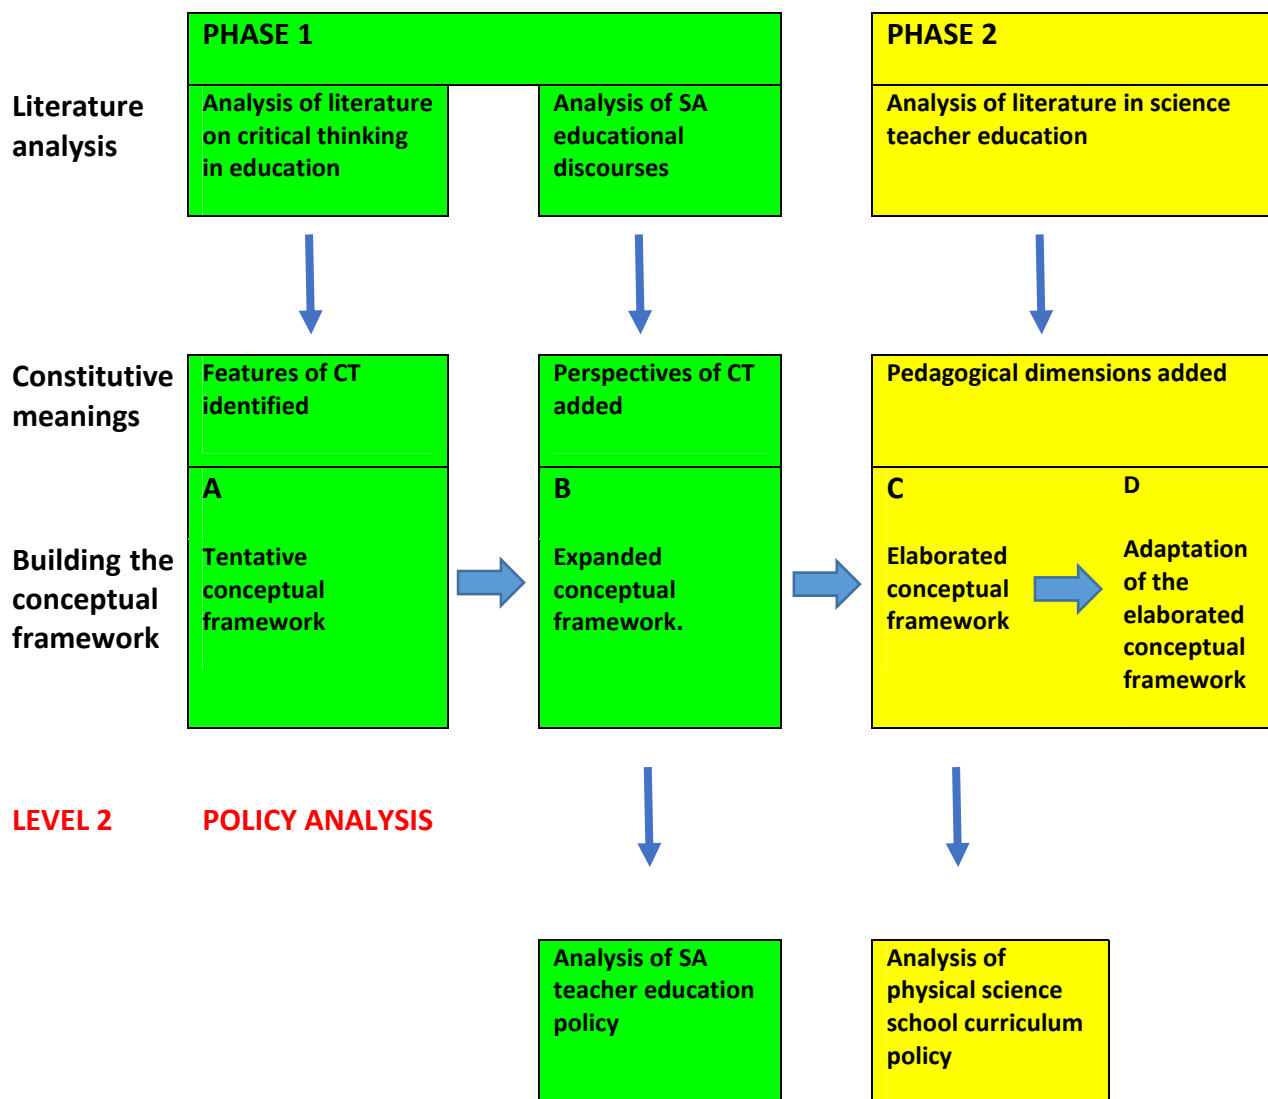 PHASE 1
PHASE 2
Literature
analysis
Analysis of literature
on critical thinking
in education
Analysis of SA
educational
discourses
Analysis of literature in science
teacher education
Constitutive
meanings
Features of CT
identified
Perspectives of CT
added
Pedagogical dimensions added
Building the
conceptual
framework
A
Tentative
conceptual
framework
B
Expanded
conceptual
framework.
C
Elaborated
conceptual
framework
D
Adaptation
of the
elaborated
conceptual
framework
LEVEL 2 POLICY ANALYSIS
Analysis of SA
teacher education
policy
Analysis of
physical science
school curriculum
policy